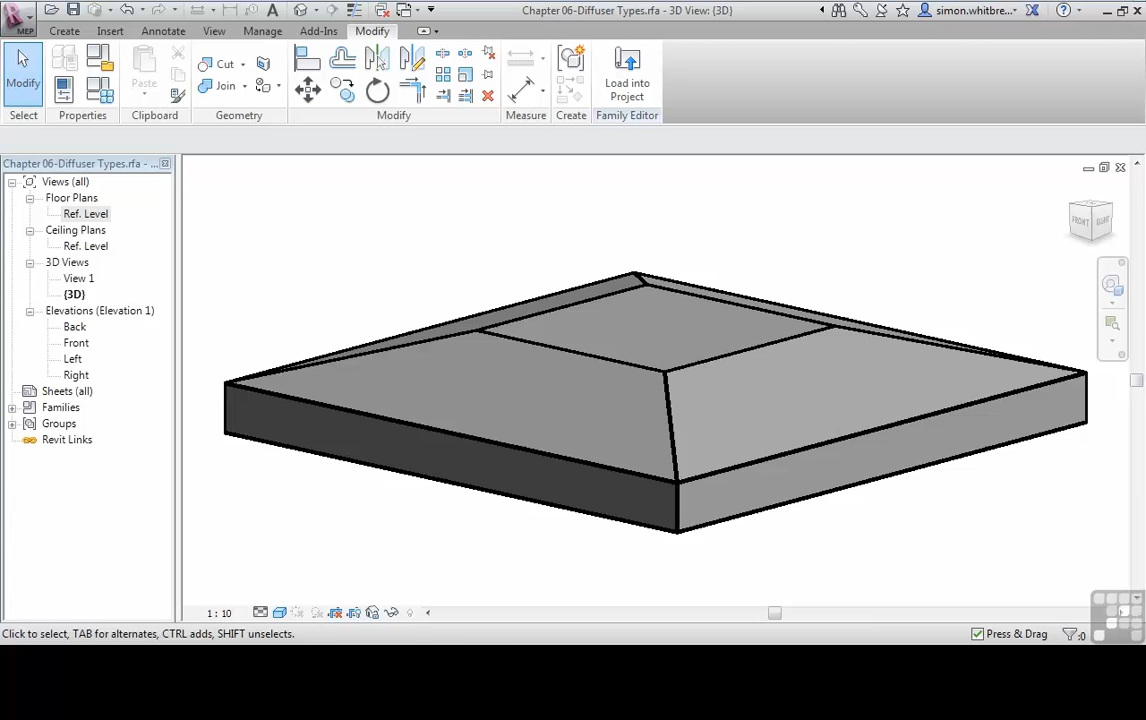 Chapter 06-Diffuser Types.rfa - 3D View: {3D}
simon.whitbre...
MEP
Create Insert Annotate View Manage Add-Ins Modify
Modify
Paste
Cut
Join
Load into
Project
Select Properties Clipboard Geometry Modify Measure Create Family Editor
Chapter 06-Diffuser Types.rfa - ...
Views (all)
Floor Plans
Ref. Level
Ceiling Plans
Ref. Level
3D Views
View 1
{3D}
Elevations (Elevation 1)
Back
Front
Left
Right
Sheets (all)
Families
Groups
Revit Links
FRONT RIGHT
1 : 10
Click to select, TAB for alternates, CTRL adds, SHIFT unselects.
Press & Drag
:0